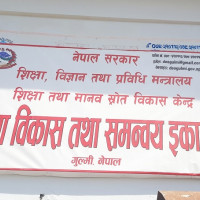 नेपाल सरकार
शिक्षा, विज्ञान तथा प्रविधि मन्त्रालय
शिक्षा तथा मानव स्रोत विकास केन्द्र
विकास तथा समन्वय इका
गुल्मी, नेपाल